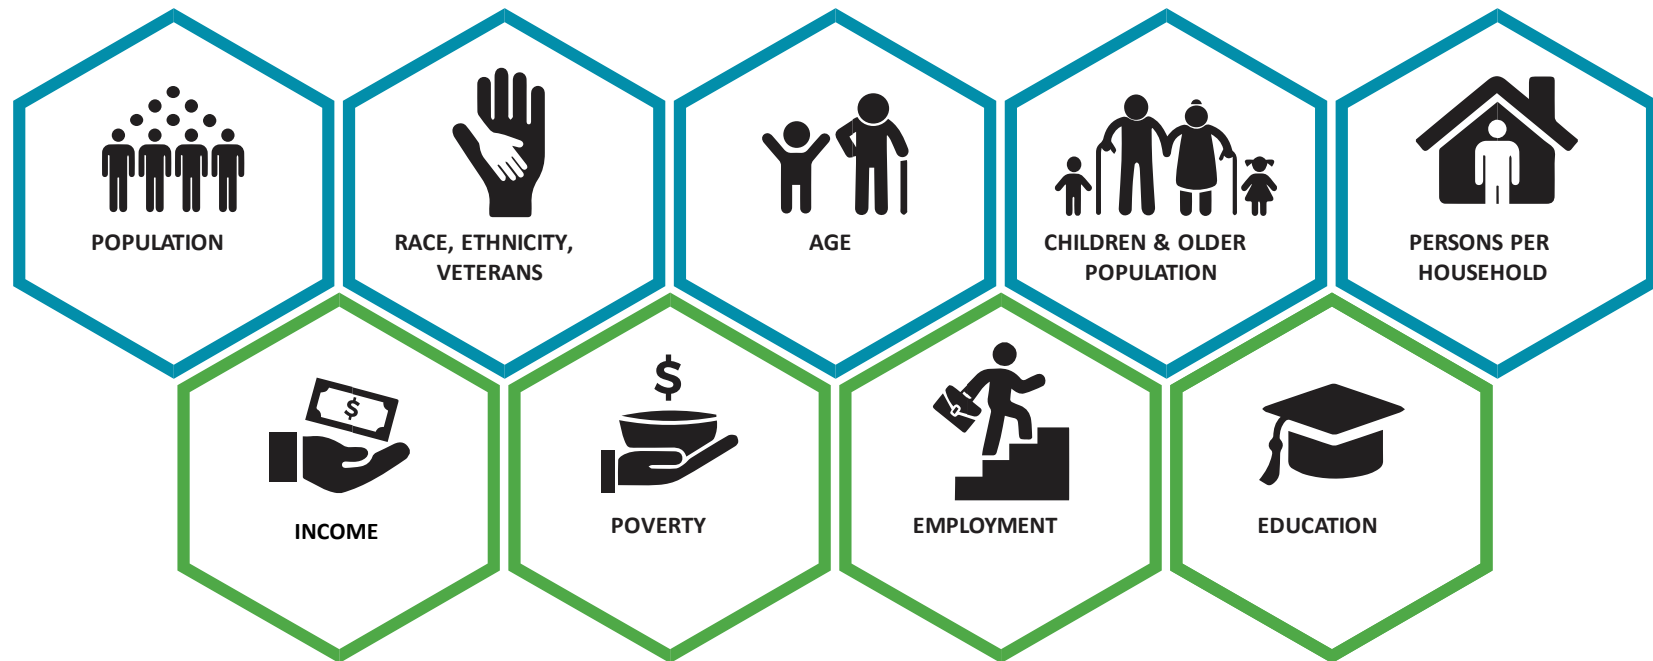 POPULATION
RACE, ETHNICITY,
VETERANS
AGE
CHILDREN & OLDER
POPULATION
PERSONS PER
HOUSEHOLD
$
INCOME
$
POVERTY
EMPLOYMENT
EDUCATION